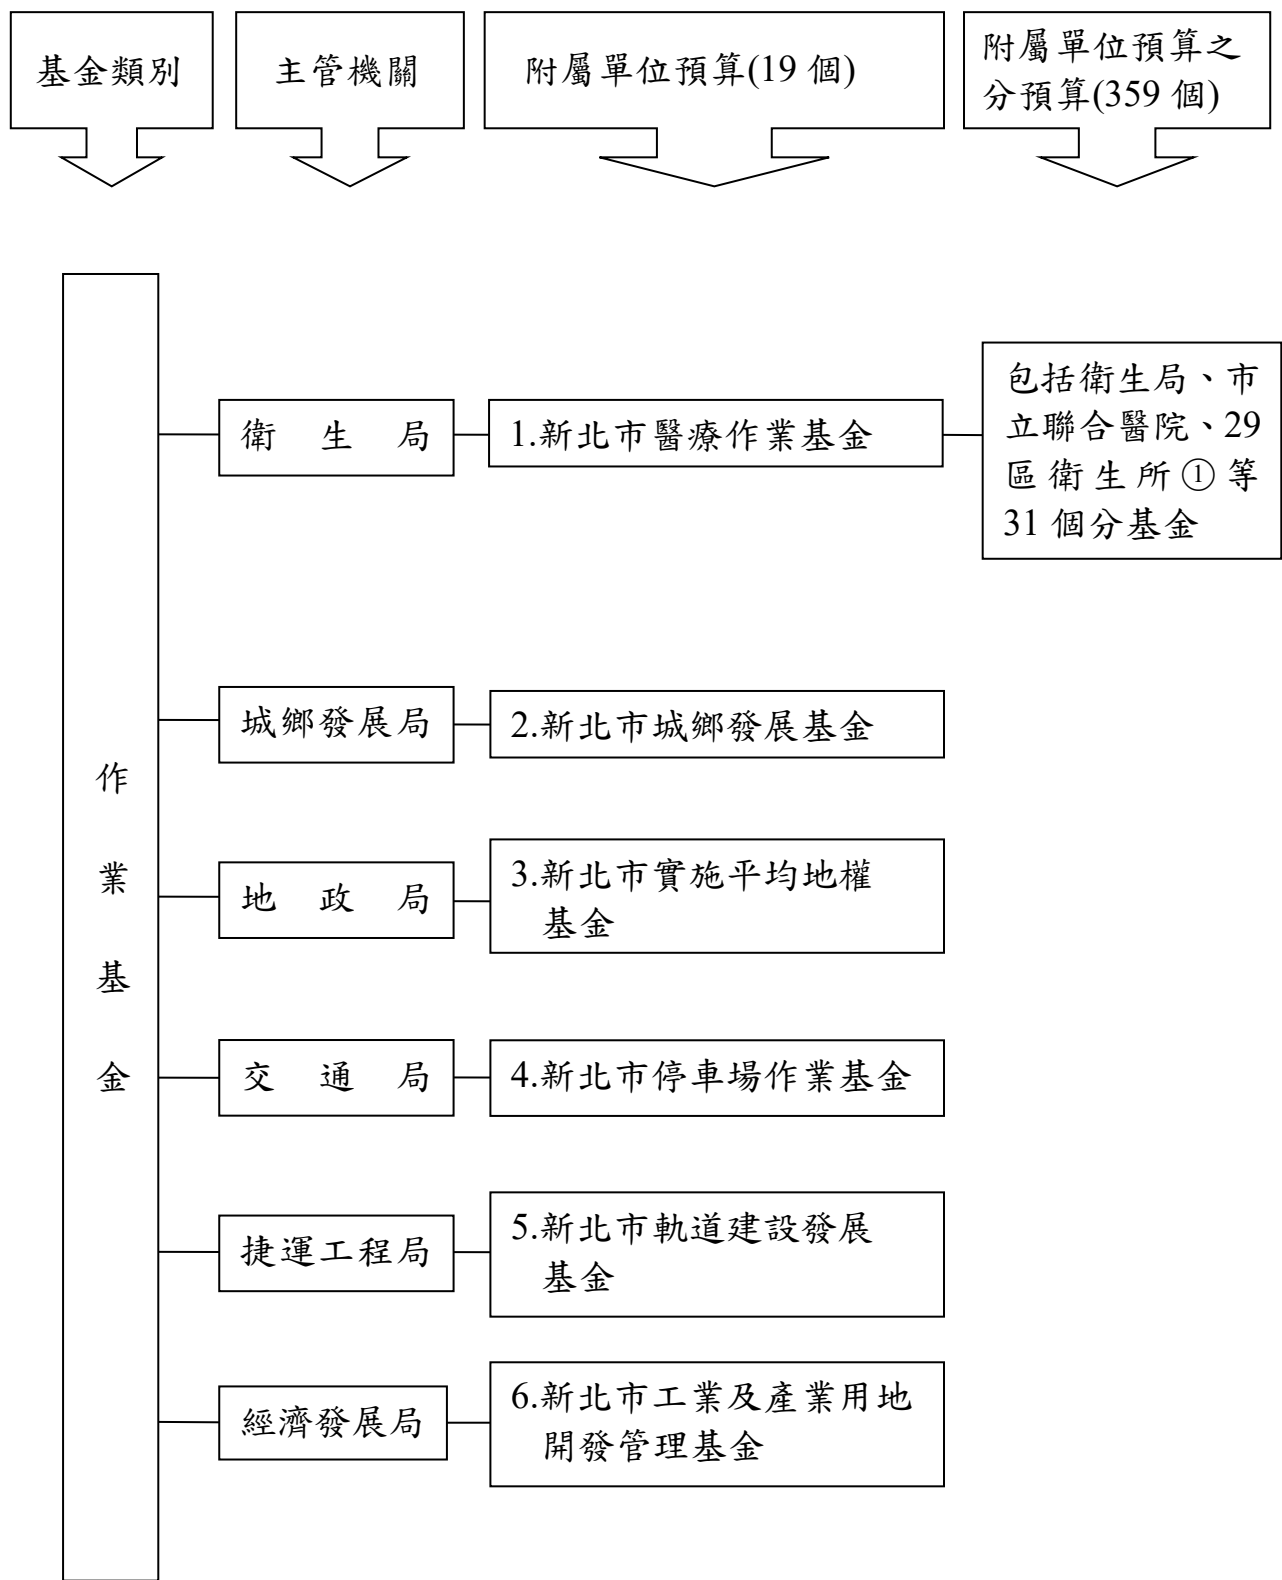 基金類別
主管機關
附屬單位預算(19 個)
附屬單位預算之
分預算(359 個)
作
業
基
金
衛生局
1.新北市醫療作業基金
包括衛生局、市
立聯合醫院、29
區衛生所①等
31 個分基金
城鄉發展局
2.新北市城鄉發展基金
地政局
3.新北市實施平均地權
基金
交通局
4.新北市停車場作業基金
捷運工程局
5.新北市軌道建設發展
基金
經濟發展局
6.新北市工業及產業用地
開發管理基金